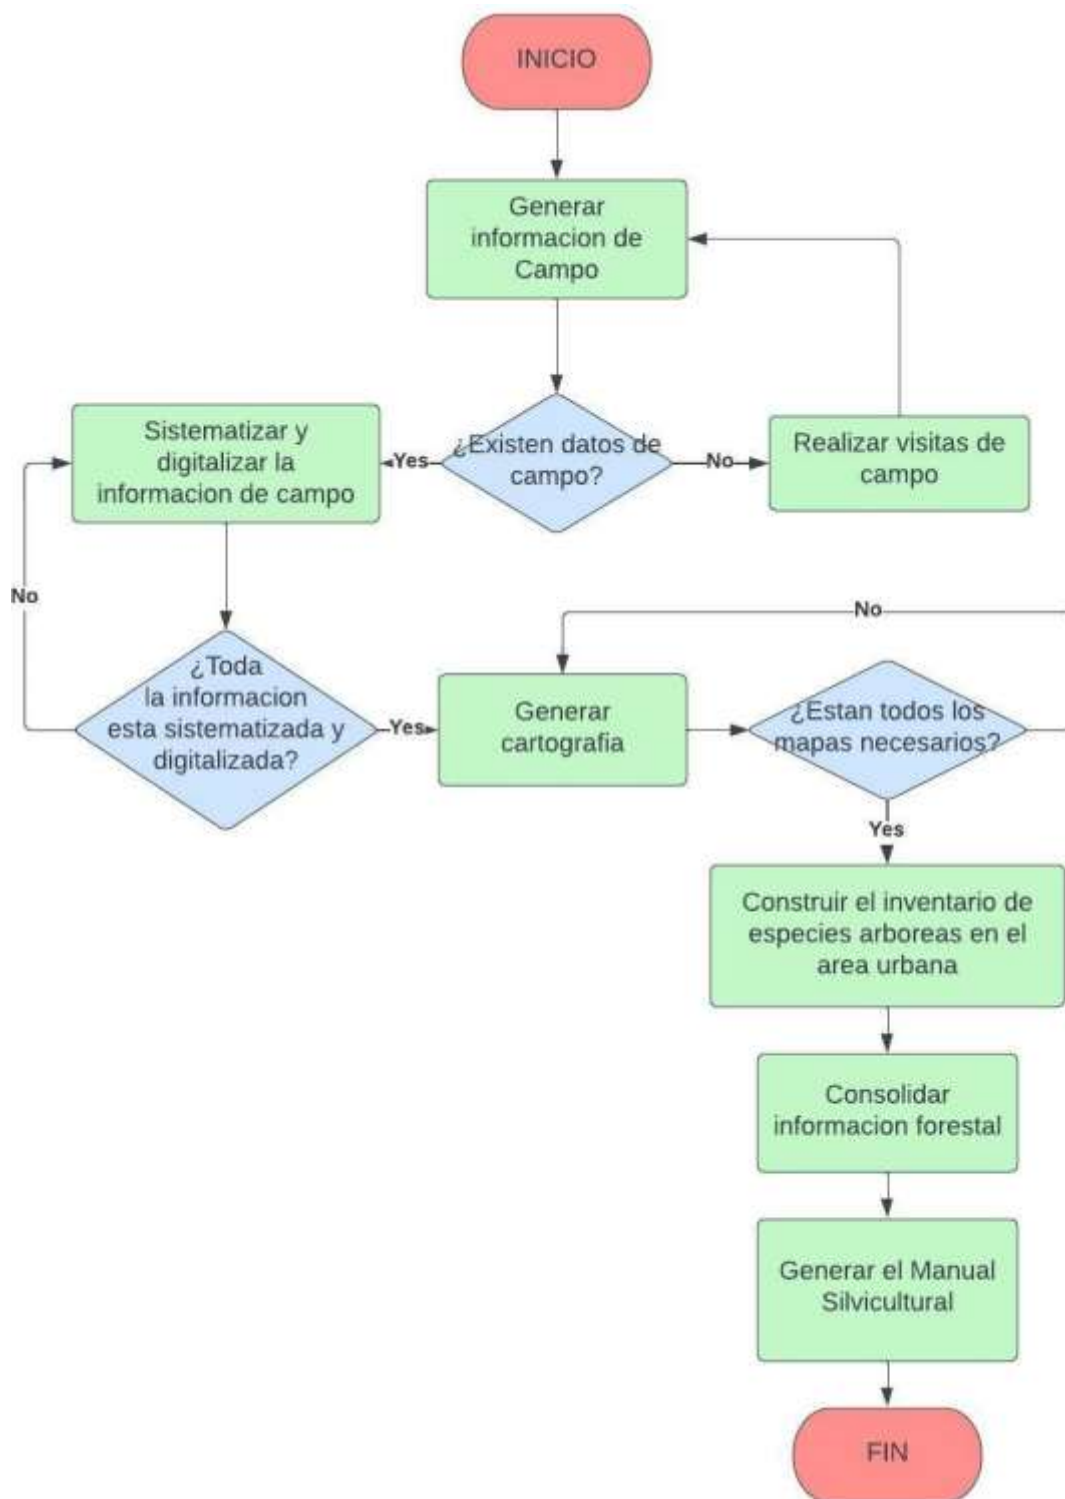 INICIO
Generar
informacion de
Campo
¿Existen datos de
campo?
Yes
No
Sistematizar y
digitalizar la
informacion de campo
Realizar visitas de
campo
No
¿Toda
la informacion
esta sistematizada y
digitalizada?
Yes
Generar
cartografia
No
¿Estan todos los
mapas necesarios?
Yes
Construir el inventario de
especies arboreas en el
area urbana
Consolidar
informacion forestal
Generar el Manual
Silvicultural
FIN